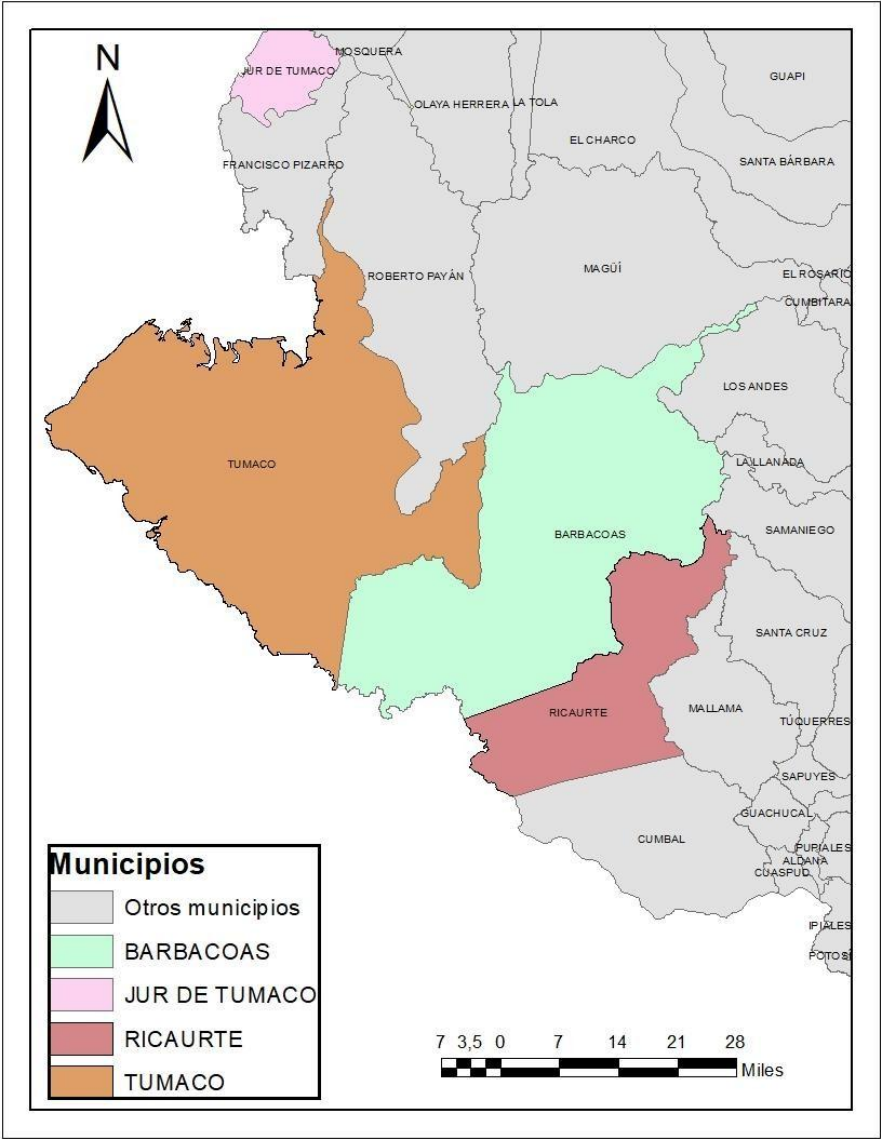 N
MOSQUERA
JUR DE TUMACO
GUAPI
OLAYA HERRERA
LA TOLA
EL CHARCO
SANTA BÁRBARA
FRANCISCO PIZARRO
MAGÜÍ
ROBERTO PAYÁN
EL ROSARIO
CUMBITARA
LOS ANDES
TUMACO
LA LLANADA
SAMANIEGO
BARBACOAS
SANTA CRUZ
MALLAMA
RICAURTE
TÚQUERRES
SAPUYES
GUACHUCAL
CUMBAL
PUPIALES
ALDANA
CUASPUD
IPIALES
Municipios
Otros municipios
BARBACOAS
JUR DE TUMACO
RICAURTE
TUMACO
7 3,5 0 7 14 21 28
Miles